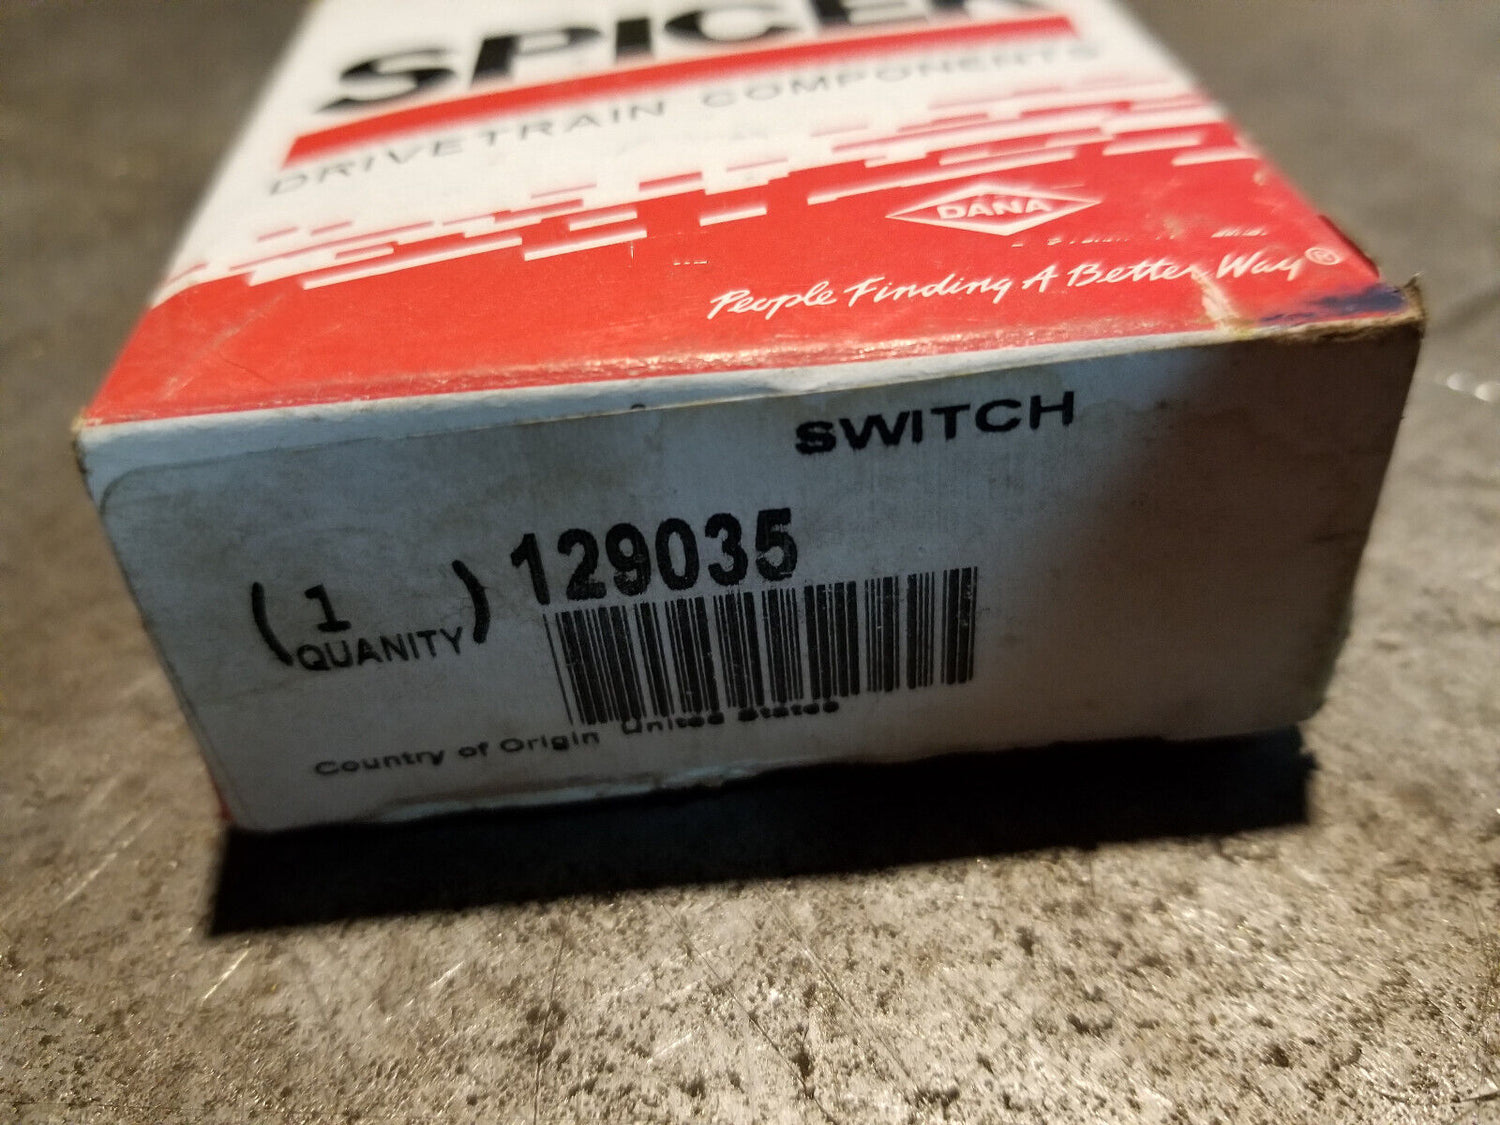 SPICER
DRIVETRAIN COMPONENTS
DANA
People Finding A Better Way®
SWITCH
129035
( 1 )
QUANITY
Country of Origin United States